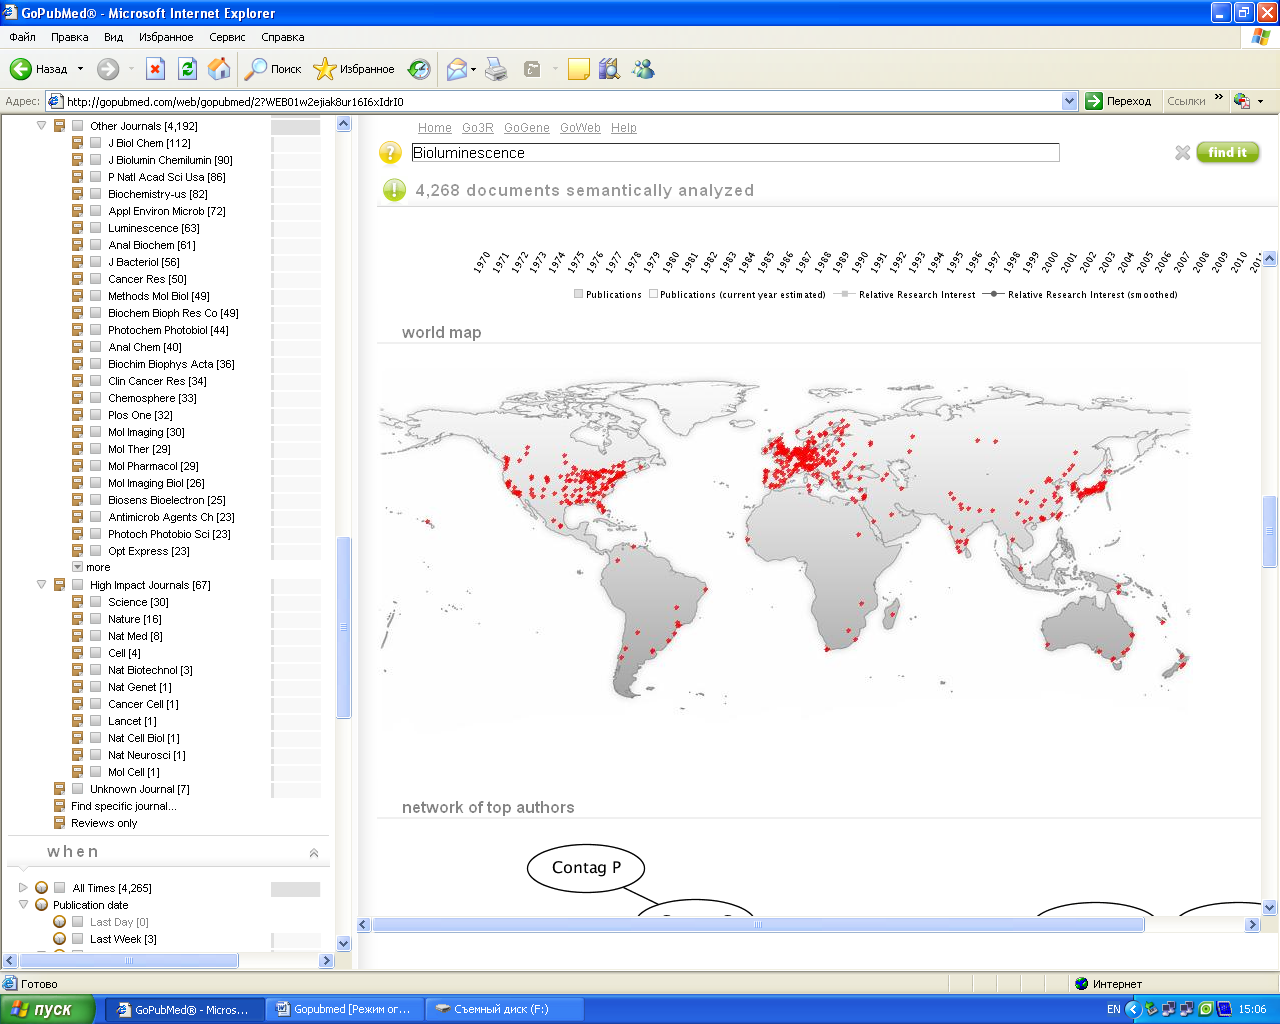 GoPubMed® - Microsoft Internet Explorer
Файл Правка Вид Избранное Сервис Справка
Назад Поиск Избранное
Адрес: http://gopubmed.com/web/gopubmed/2?WEB01w2ejiak8ur16I6xIdrI0 Переход Ссылки »
Other Journals [4,192]
J Biol Chem [112]
J Biolumin Chemilumin [90]
P Natl Acad Sci Usa [86]
Biochemistry-us [82]
Appl Environ Microb [72]
Luminescence [63]
Anal Biochem [61]
J Bacteriol [56]
Cancer Res [50]
Methods Mol Biol [49]
Biochem Bioph Res Co [49]
Photochem Photobiol [44]
Anal Chem [40]
Biochim Biophys Acta [36]
Clin Cancer Res [34]
Chemosphere [33]
Plos One [32]
Mol Imaging [30]
Mol Ther [29]
Mol Pharmacol [29]
Mol Imaging Biol [26]
Biosens Bioelectron [25]
Antimicrob Agents Ch [23]
Photoch Photobio Sci [23]
Opt Express [23]
more
High Impact Journals [67]
Science [30]
Nature [16]
Nat Med [8]
Cell [4]
Nat Biotechnol [3]
Nat Genet [1]
Cancer Cell [1]
Lancet [1]
Nat Cell Biol [1]
Nat Neurosci [1]
Mol Cell [1]
Unknown Journal [7]
Find specific journal...
Reviews only
when
All Times [4,265]
Publication date
Last Day [0]
Last Week [3]
Home Go3R GoGene GoWeb Help
Bioluminescence find it
4,268 documents semantically analyzed
1970 1971 1972 1973 1974 1975 1976 1977 1978 1979 1980 1981 1982 1983 1984 1985 1986 1987 1988 1989 1990 1991 1992 1993 1994 1995 1996 1997 1998 1999 2000 2001 2002 2003 2004 2005 2006 2007 2008 2009 2010
Publications Publications (current year estimated) Relative Research Interest Relative Research Interest (smoothed)
world map
network of top authors
Contag P
Готово Интернет
пуск GoPubMed® - Micros... Gopubmed [Режим ог... Съемный диск (F:) EN 15:06